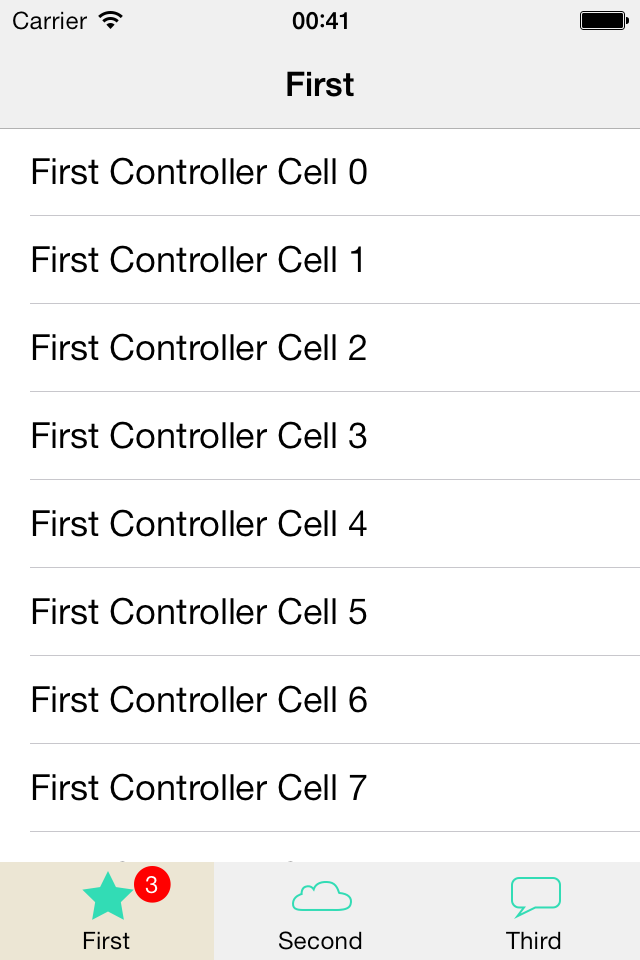 Carrier 00:41
First
First Controller Cell 0
First Controller Cell 1
First Controller Cell 2
First Controller Cell 3
First Controller Cell 4
First Controller Cell 5
First Controller Cell 6
First Controller Cell 7
3
First Second Third